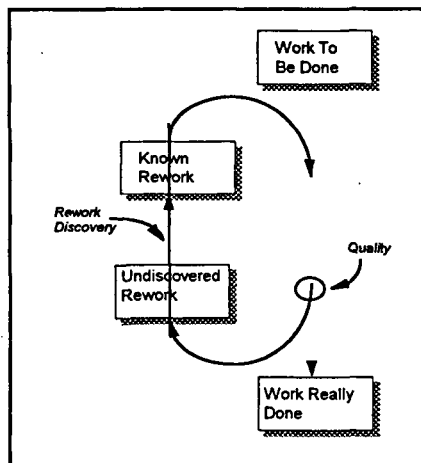 Work To
Be Done
Known
Rework
Rework
Discovery
Quality
Undiscovered
Rework
Work Really
Done